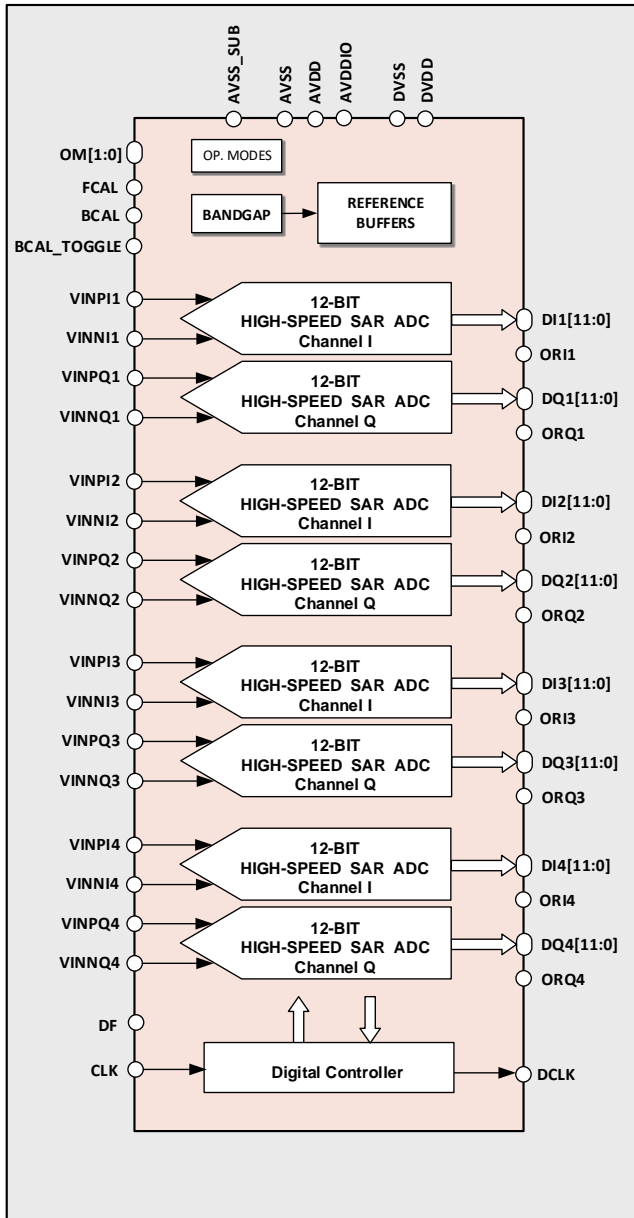 AVSS_SUB
AVSS
AVDD
AVDDIO
DVSS
DVDD
OM[1:0]
OP. MODES
FCAL
BCAL
BANDGAP
REFERENCE
BUFFERS
BCAL_TOGGLE
VINPI1
VINNI1
12-BIT
HIGH-SPEED SAR ADC
Channel I
DI1[11:0]
ORI1
VINPQ1
VINNQ1
12-BIT
HIGH-SPEED SAR ADC
Channel Q
DQ1[11:0]
ORQ1
VINPI2
VINNI2
12-BIT
HIGH-SPEED SAR ADC
Channel I
DI2[11:0]
ORI2
VINPQ2
VINNQ2
12-BIT
HIGH-SPEED SAR ADC
Channel Q
DQ2[11:0]
ORQ2
VINPI3
VINNI3
12-BIT
HIGH-SPEED SAR ADC
Channel I
DI3[11:0]
ORI3
VINPQ3
VINNQ3
12-BIT
HIGH-SPEED SAR ADC
Channel Q
DQ3[11:0]
ORQ3
VINPI4
VINNI4
12-BIT
HIGH-SPEED SAR ADC
Channel I
DI4[11:0]
ORI4
VINPQ4
VINNQ4
12-BIT
HIGH-SPEED SAR ADC
Channel Q
DQ4[11:0]
ORQ4
DF
CLK
Digital Controller
DCLK